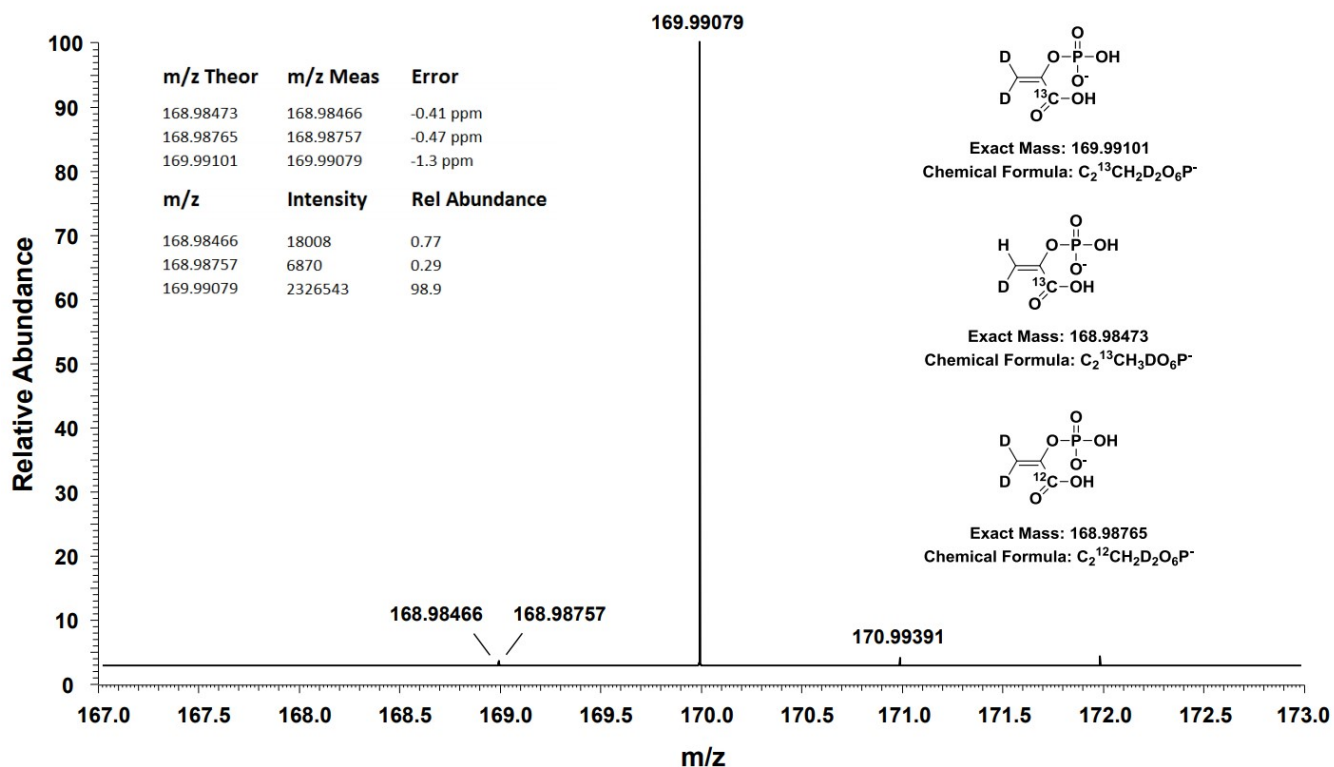 169.99079
100
90
80
70
60
50
40
30
20
10
0
Relative Abundance
m/z Theor m/z Meas Error
168.98473 168.98466 -0.41 ppm
168.98765 168.98757 -0.47 ppm
169.99101 169.99079 -1.3 ppm
m/z Intensity Rel Abundance
168.98466 18008 0.77
168.98757 6870 0.29
169.99079 2326543 98.9
O
D O P OH
O-
D 13C OH
O
Exact Mass: 169.99101
Chemical Formula: C₂¹³CH₂D₂O₆P⁻
O
H O P OH
O-
D 13C OH
O
Exact Mass: 168.98473
Chemical Formula: C₂¹³CH₃DO₆P⁻
O
D O P OH
O-
D 12C OH
O
Exact Mass: 168.98765
Chemical Formula: C₂¹²CH₂D₂O₆P⁻
168.98466 168.98757
170.99391
167.0 167.5 168.0 168.5 169.0 169.5 170.0 170.5 171.0 171.5 172.0 172.5 173.0
m/z